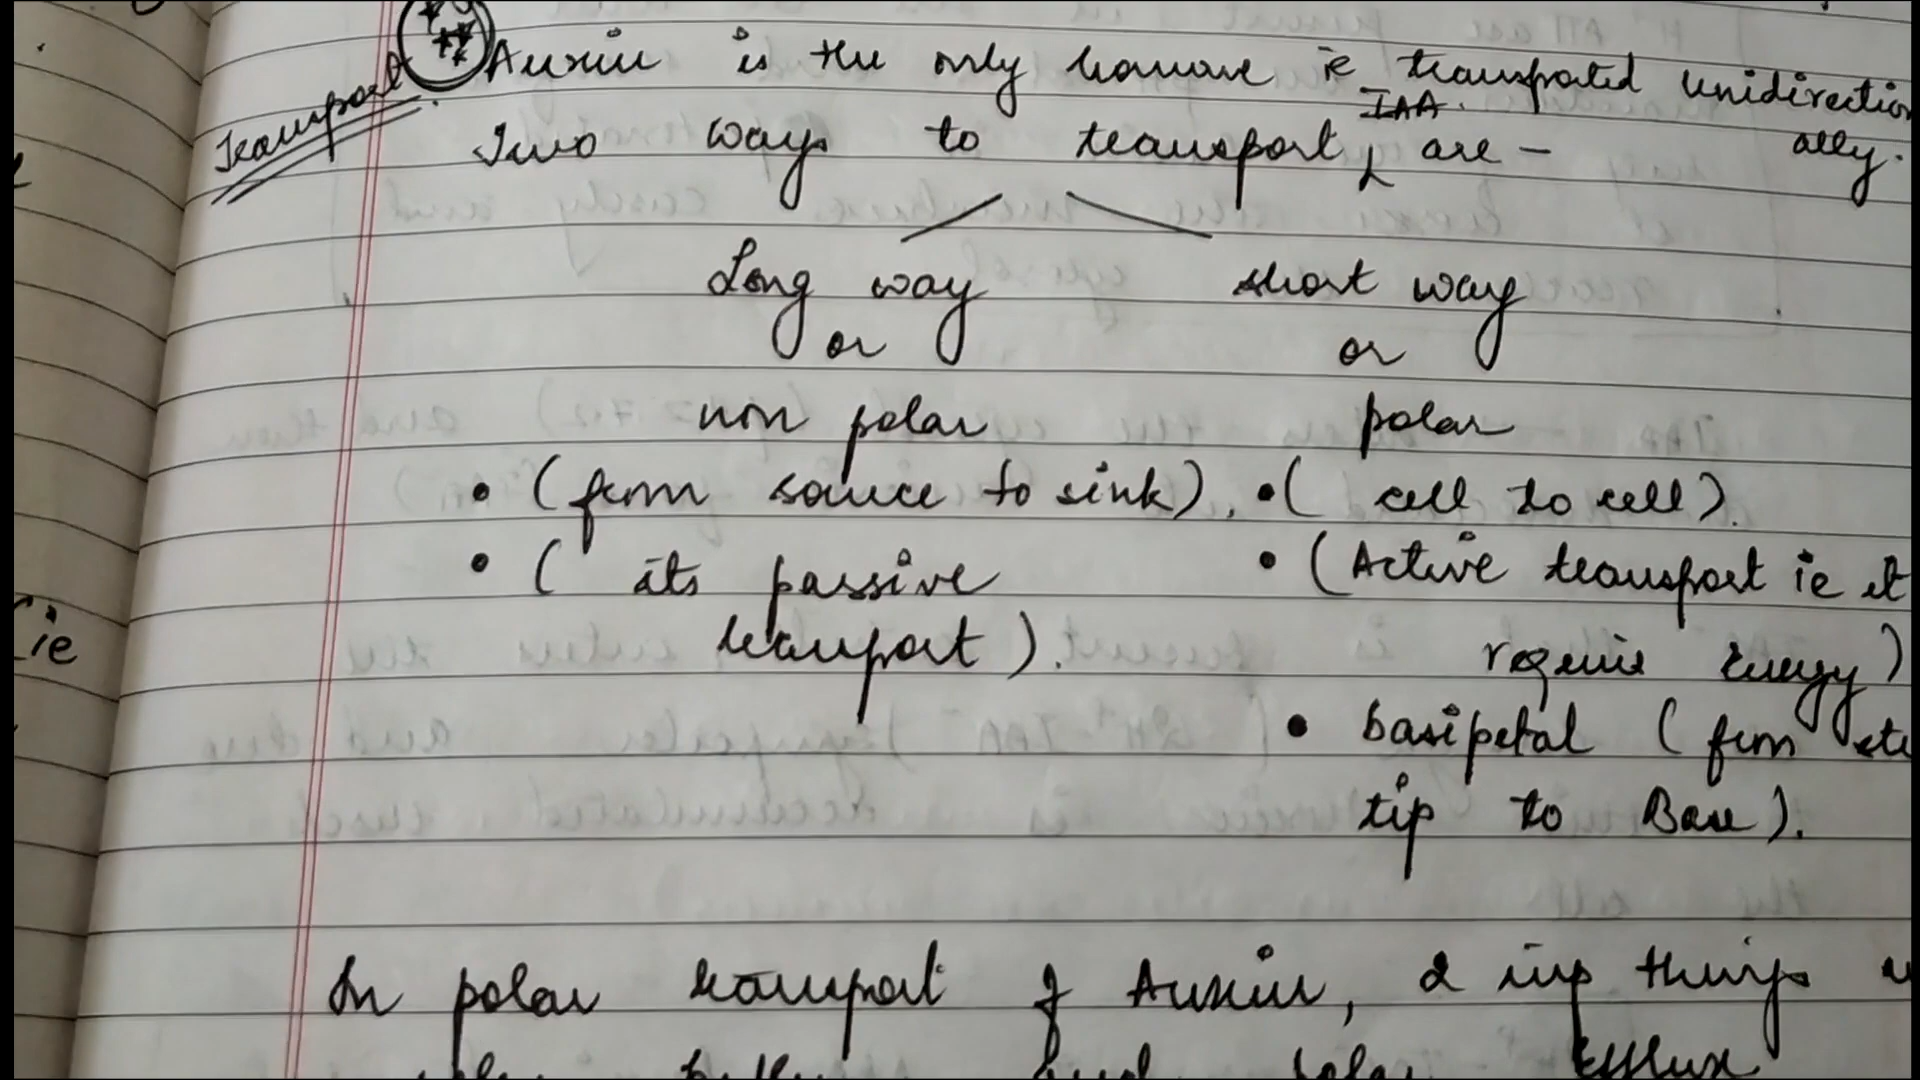 Transport
Auxin is the only hormone ie transported unidirection
ally.
IAA.
Two ways to transport, are -
Long way short way
or or
non polar polar
• (from source to sink). • ( cell to cell).
• ( its passive • (Active transport ie it
transport). require Energy)
• basipetal (from
tip to Base).
In polar transport of Auxin, 2 imp things
Efflux
ie